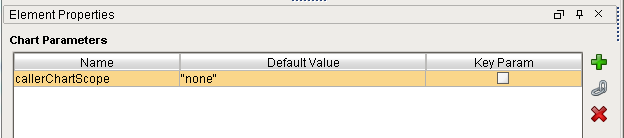 Element Properties
Chart Parameters
Name Default Value Key Param
callerChartScope "none"